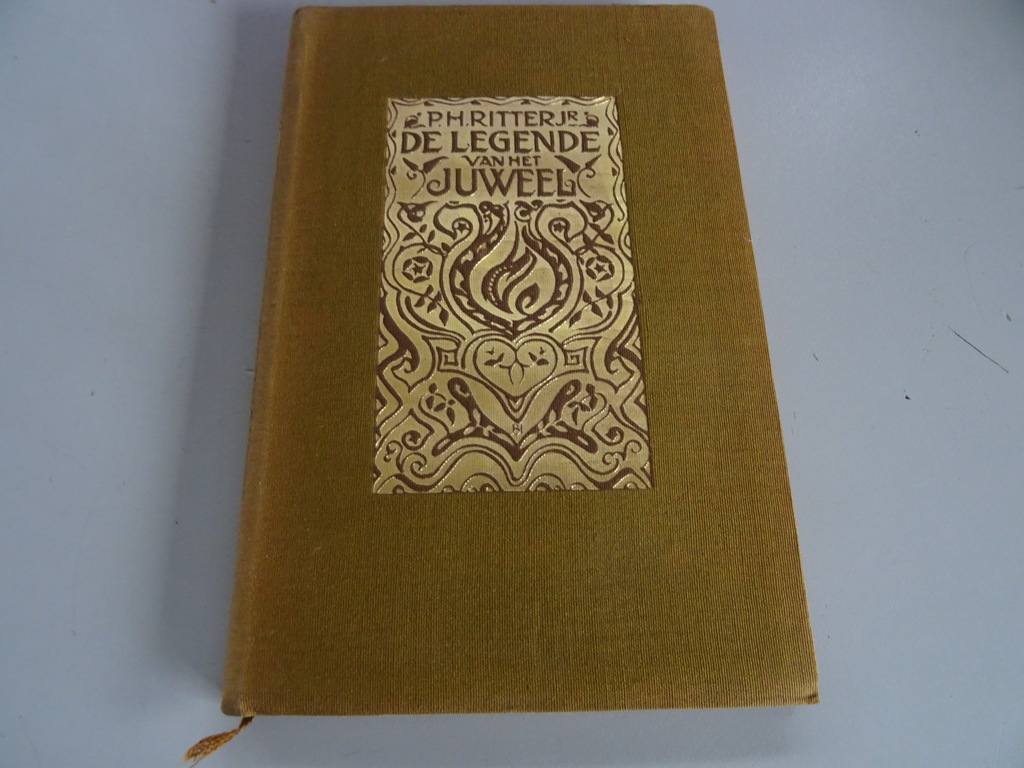 P.H. RITTER JR
DE LEGENDE
VAN HET
JUWEEL
H